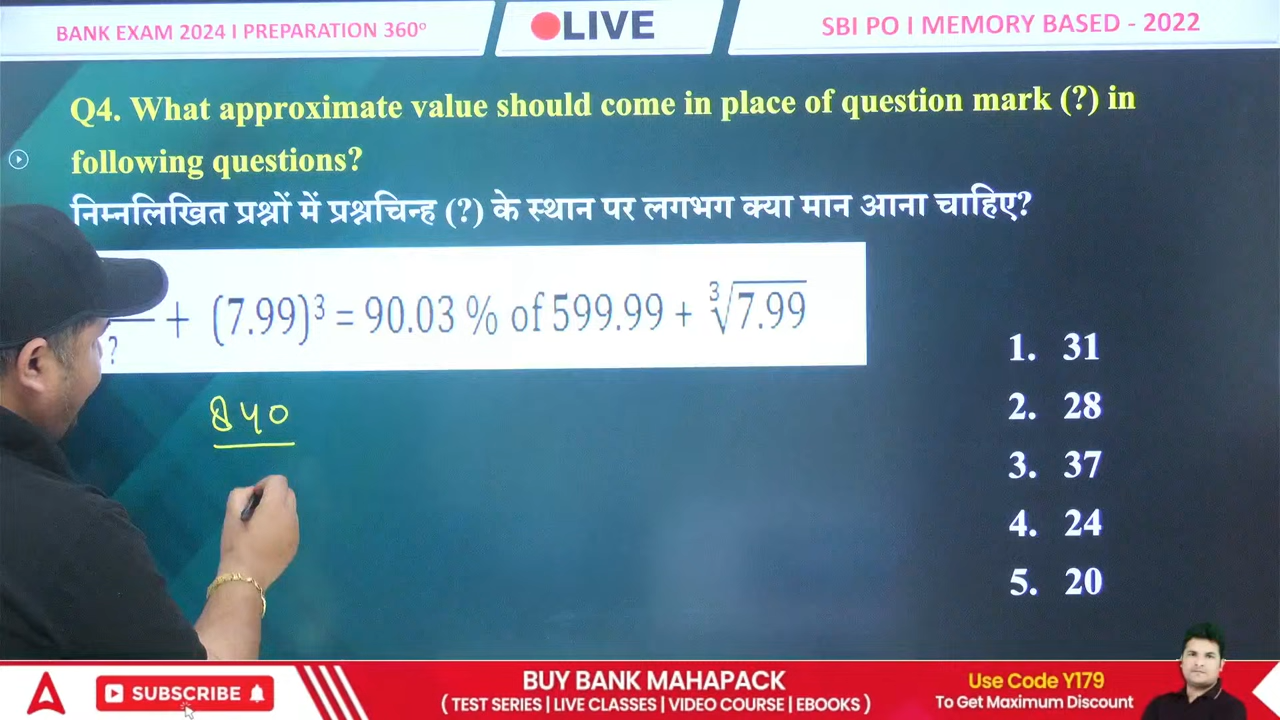 BANK EXAM 2024 I PREPARATION 360°
LIVE
SBI PO I MEMORY BASED - 2022
Q4. What approximate value should come in place of question mark (?) in
following questions?
निम्नलिखित प्रश्नों में प्रश्नचिन्ह (?) के स्थान पर लगभग क्या मान आना चाहिए?
? + (7.99)³ = 90.03 % of 599.99 + ∛7.99
840
1. 31
2. 28
3. 37
4. 24
5. 20
SUBSCRIBE
BUY BANK MAHAPACK
( TEST SERIES | LIVE CLASSES | VIDEO COURSE | EBOOKS )
Use Code Y179
To Get Maximum Discount